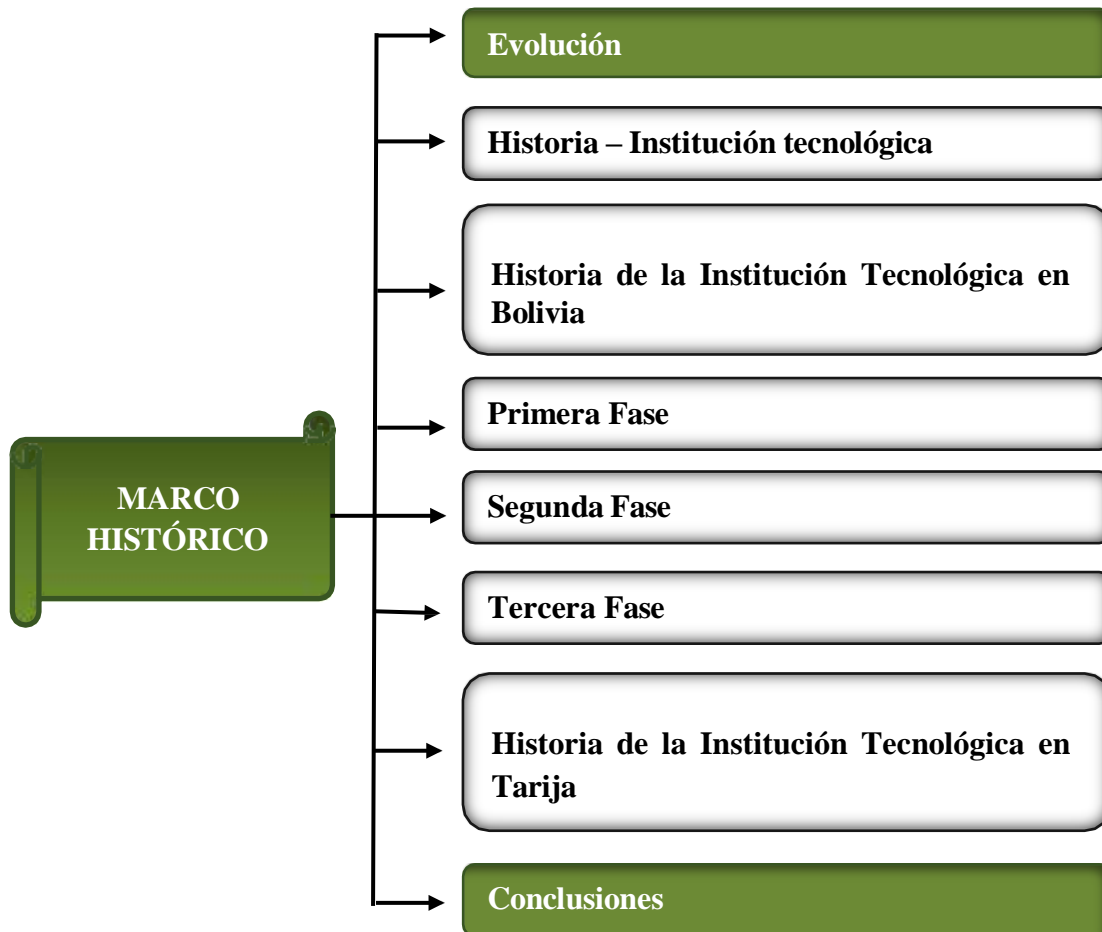 Evolución
Historia – Institución tecnológica
Historia de la Institución Tecnológica en
Bolivia
Primera Fase
MARCO
HISTÓRICO
Segunda Fase
Tercera Fase
Historia de la Institución Tecnológica en
Tarija
Conclusiones